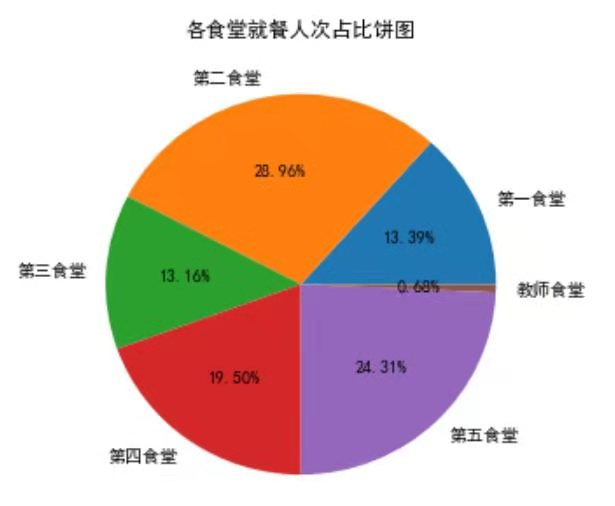 各食堂就餐人次占比饼图
第二食堂
28.96%
第一食堂
13.39%
第三食堂
13.16%
0.68%
教师食堂
19.50%
24.31%
第四食堂
第五食堂